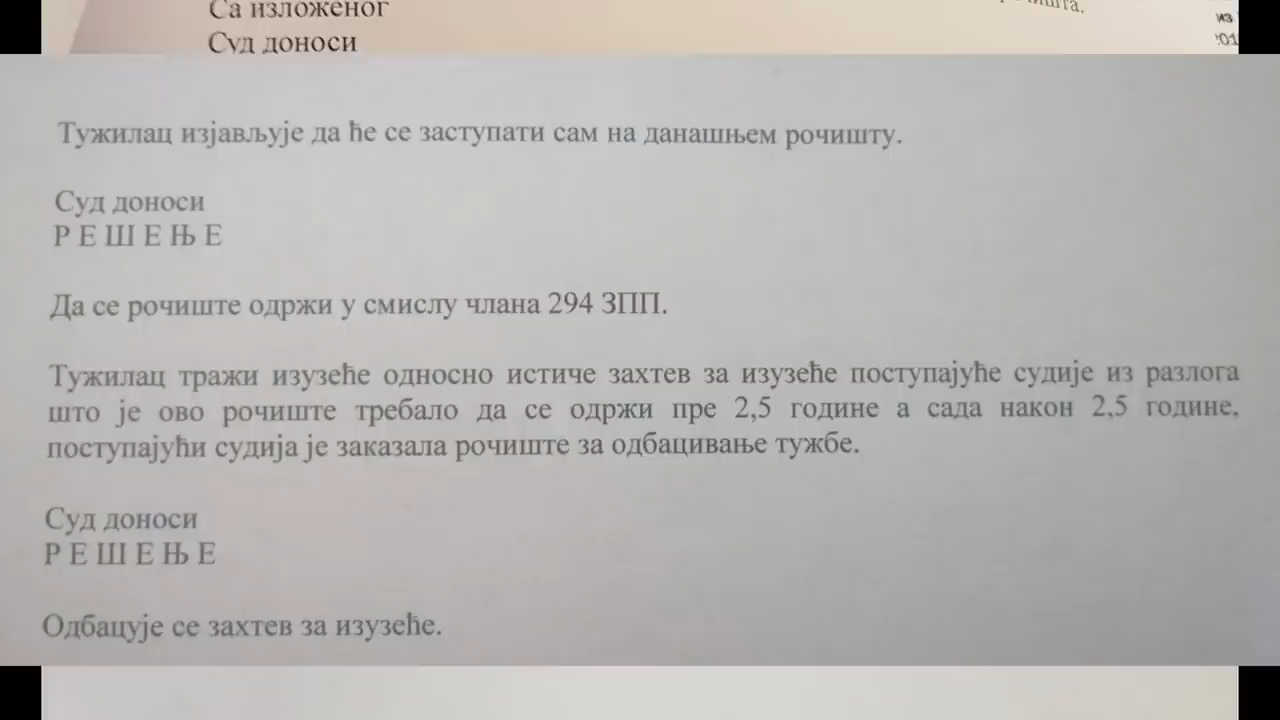 Са изложеног
Суд доноси
из
Тужилац изјављује да ће се заступати сам на данашњем рочишту.
Суд доноси
Р Е Ш Е Њ Е
Да се рочиште одржи у смислу члана 294 ЗПП.
Тужилац тражи изузеће односно истиче захтев за изузеће поступајуће судије из разлога
што је ово рочиште требало да се одржи пре 2,5 године а сада након 2,5 године,
поступајући судија је заказала рочиште за одбацивање тужбе.
Суд доноси
Р Е Ш Е Њ Е
Одбацује се захтев за изузеће.